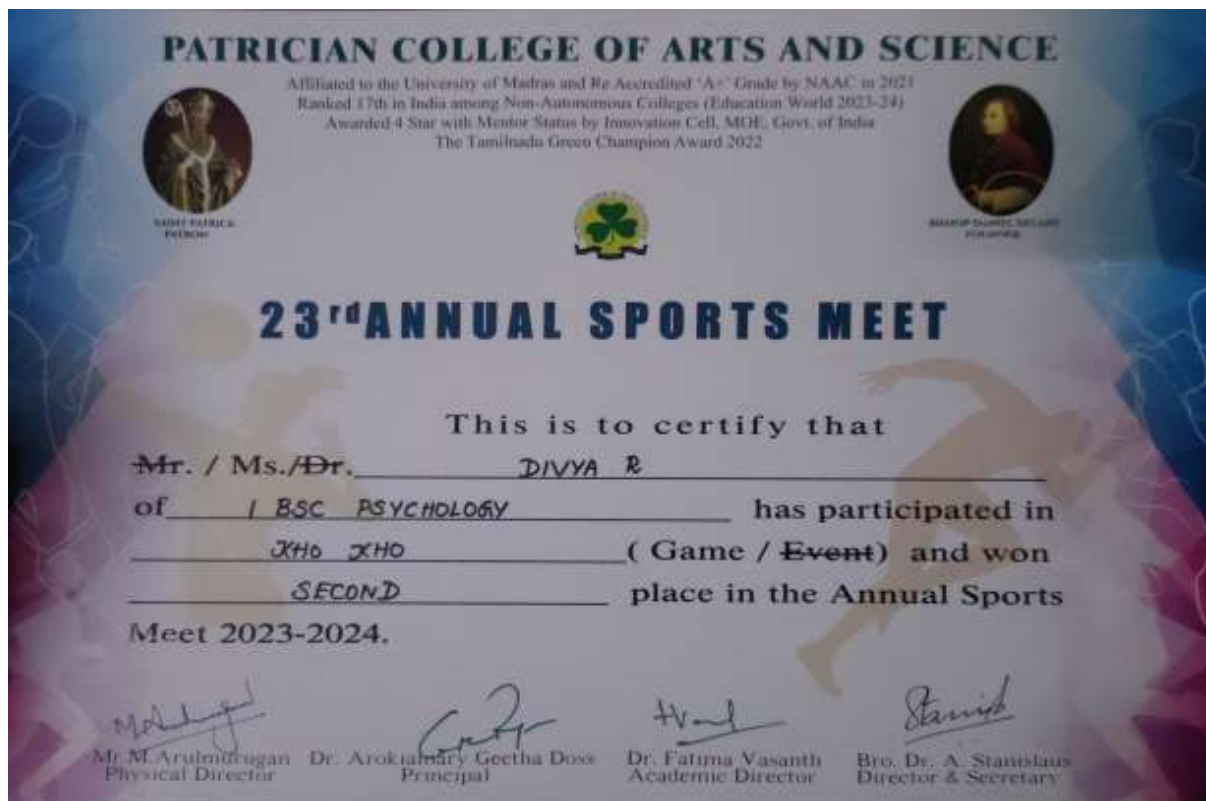 PATRICIAN COLLEGE OF ARTS AND SCIENCE
Affiliated to the University of Madras and Re Accredited 'A+' Grade by NAAC in 2021
Ranked 17th in India among Non-Autonomous Colleges (Education World 2023-24)
Awarded 4 Star with Mentor Status by Innovation Cell, MOE, Govt. of India
The Tamilnadu Green Champion Award 2022
SAINT PATRICK
PATRON
BISHOP DANIEL DELANY
FOUNDER
23rd ANNUAL SPORTS MEET
This is to certify that
Mr. / Ms./Dr. DIVYA R
of I BSC PSYCHOLOGY has participated in
KHO KHO ( Game / Event) and won
SECOND place in the Annual Sports
Meet 2023-2024.
Mr M.Arulmurugan Dr. Arokiamary Geetha Doss Dr. Fatima Vasanth Bro. Dr. A. Stanislaus
Physical Director Principal Academic Director Director & Secretary